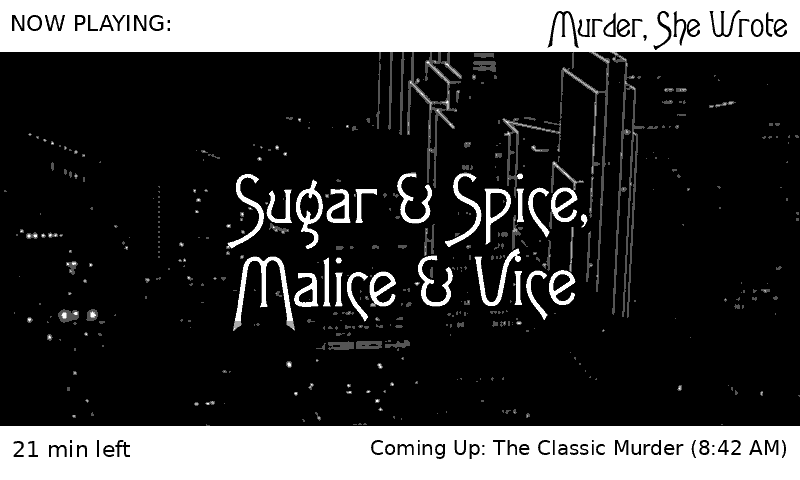 NOW PLAYING:
Murder, She Wrote
Sugar & Spice,
Malice & Vice
21 min left
Coming Up: The Classic Murder (8:42 AM)